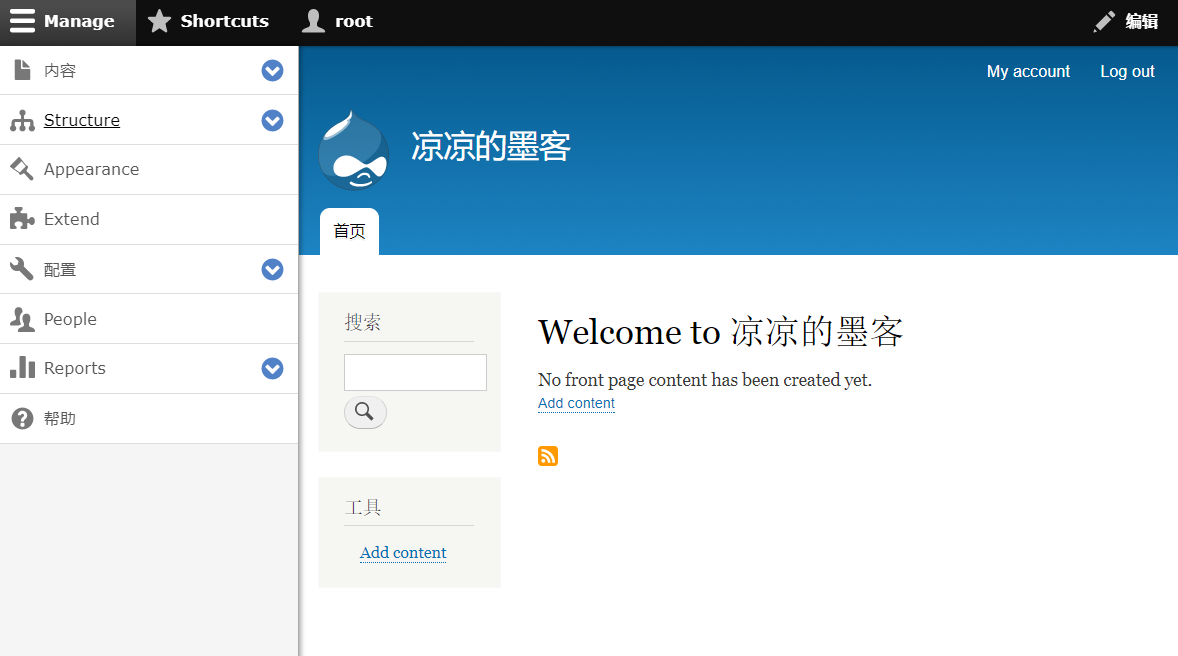 Manage
Shortcuts
root
编辑
内容
Structure
Appearance
Extend
配置
People
Reports
帮助
My account
Log out
凉凉的墨客
首页
搜索
工具
Add content
Welcome to 凉凉的墨客
No front page content has been created yet.
Add content